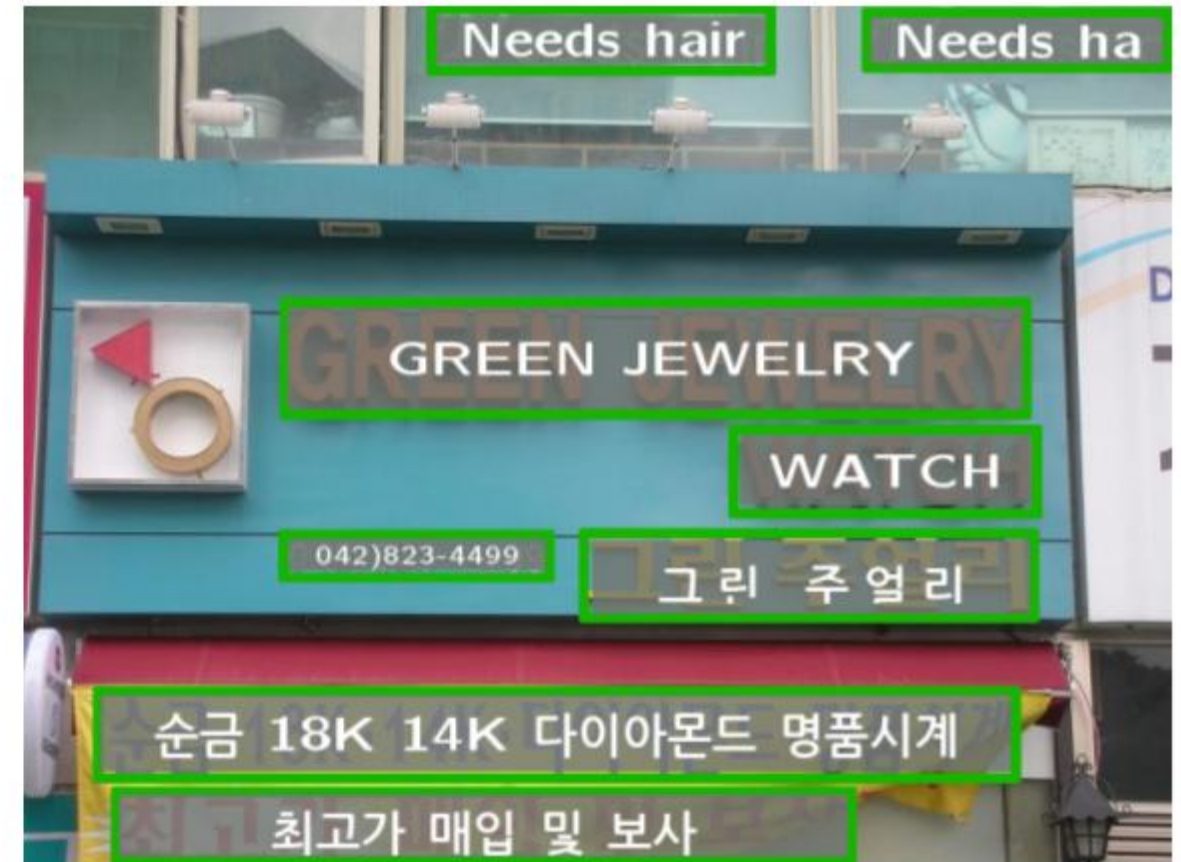 Needs hair Needs ha
GREEN JEWELRY
WATCH
042)823-4499
그린 주얼리
순금 18K 14K 다이아몬드 명품시계
최고가 매입 및 보사
D